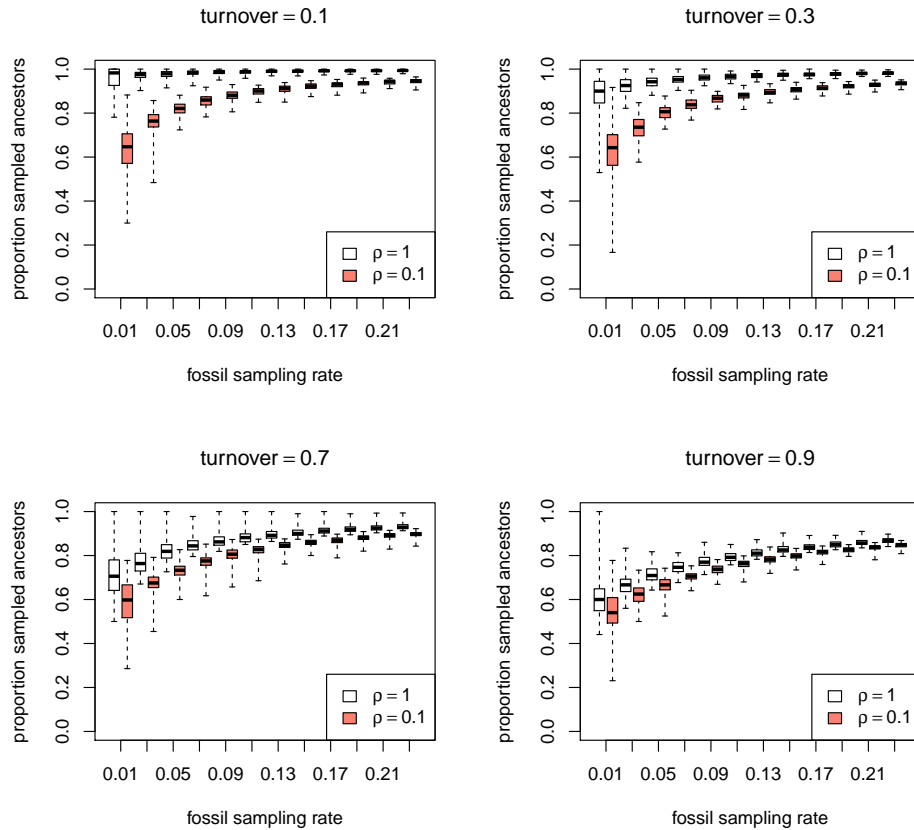 turnover = 0.1
proportion sampled ancestors
0.0 0.2 0.4 0.6 0.8 1.0
ρ = 1
ρ = 0.1
0.01 0.05 0.09 0.13 0.17 0.21
fossil sampling rate
turnover = 0.3
proportion sampled ancestors
0.0 0.2 0.4 0.6 0.8 1.0
ρ = 1
ρ = 0.1
0.01 0.05 0.09 0.13 0.17 0.21
fossil sampling rate
turnover = 0.7
proportion sampled ancestors
0.0 0.2 0.4 0.6 0.8 1.0
ρ = 1
ρ = 0.1
0.01 0.05 0.09 0.13 0.17 0.21
fossil sampling rate
turnover = 0.9
proportion sampled ancestors
0.0 0.2 0.4 0.6 0.8 1.0
ρ = 1
ρ = 0.1
0.01 0.05 0.09 0.13 0.17 0.21
fossil sampling rate